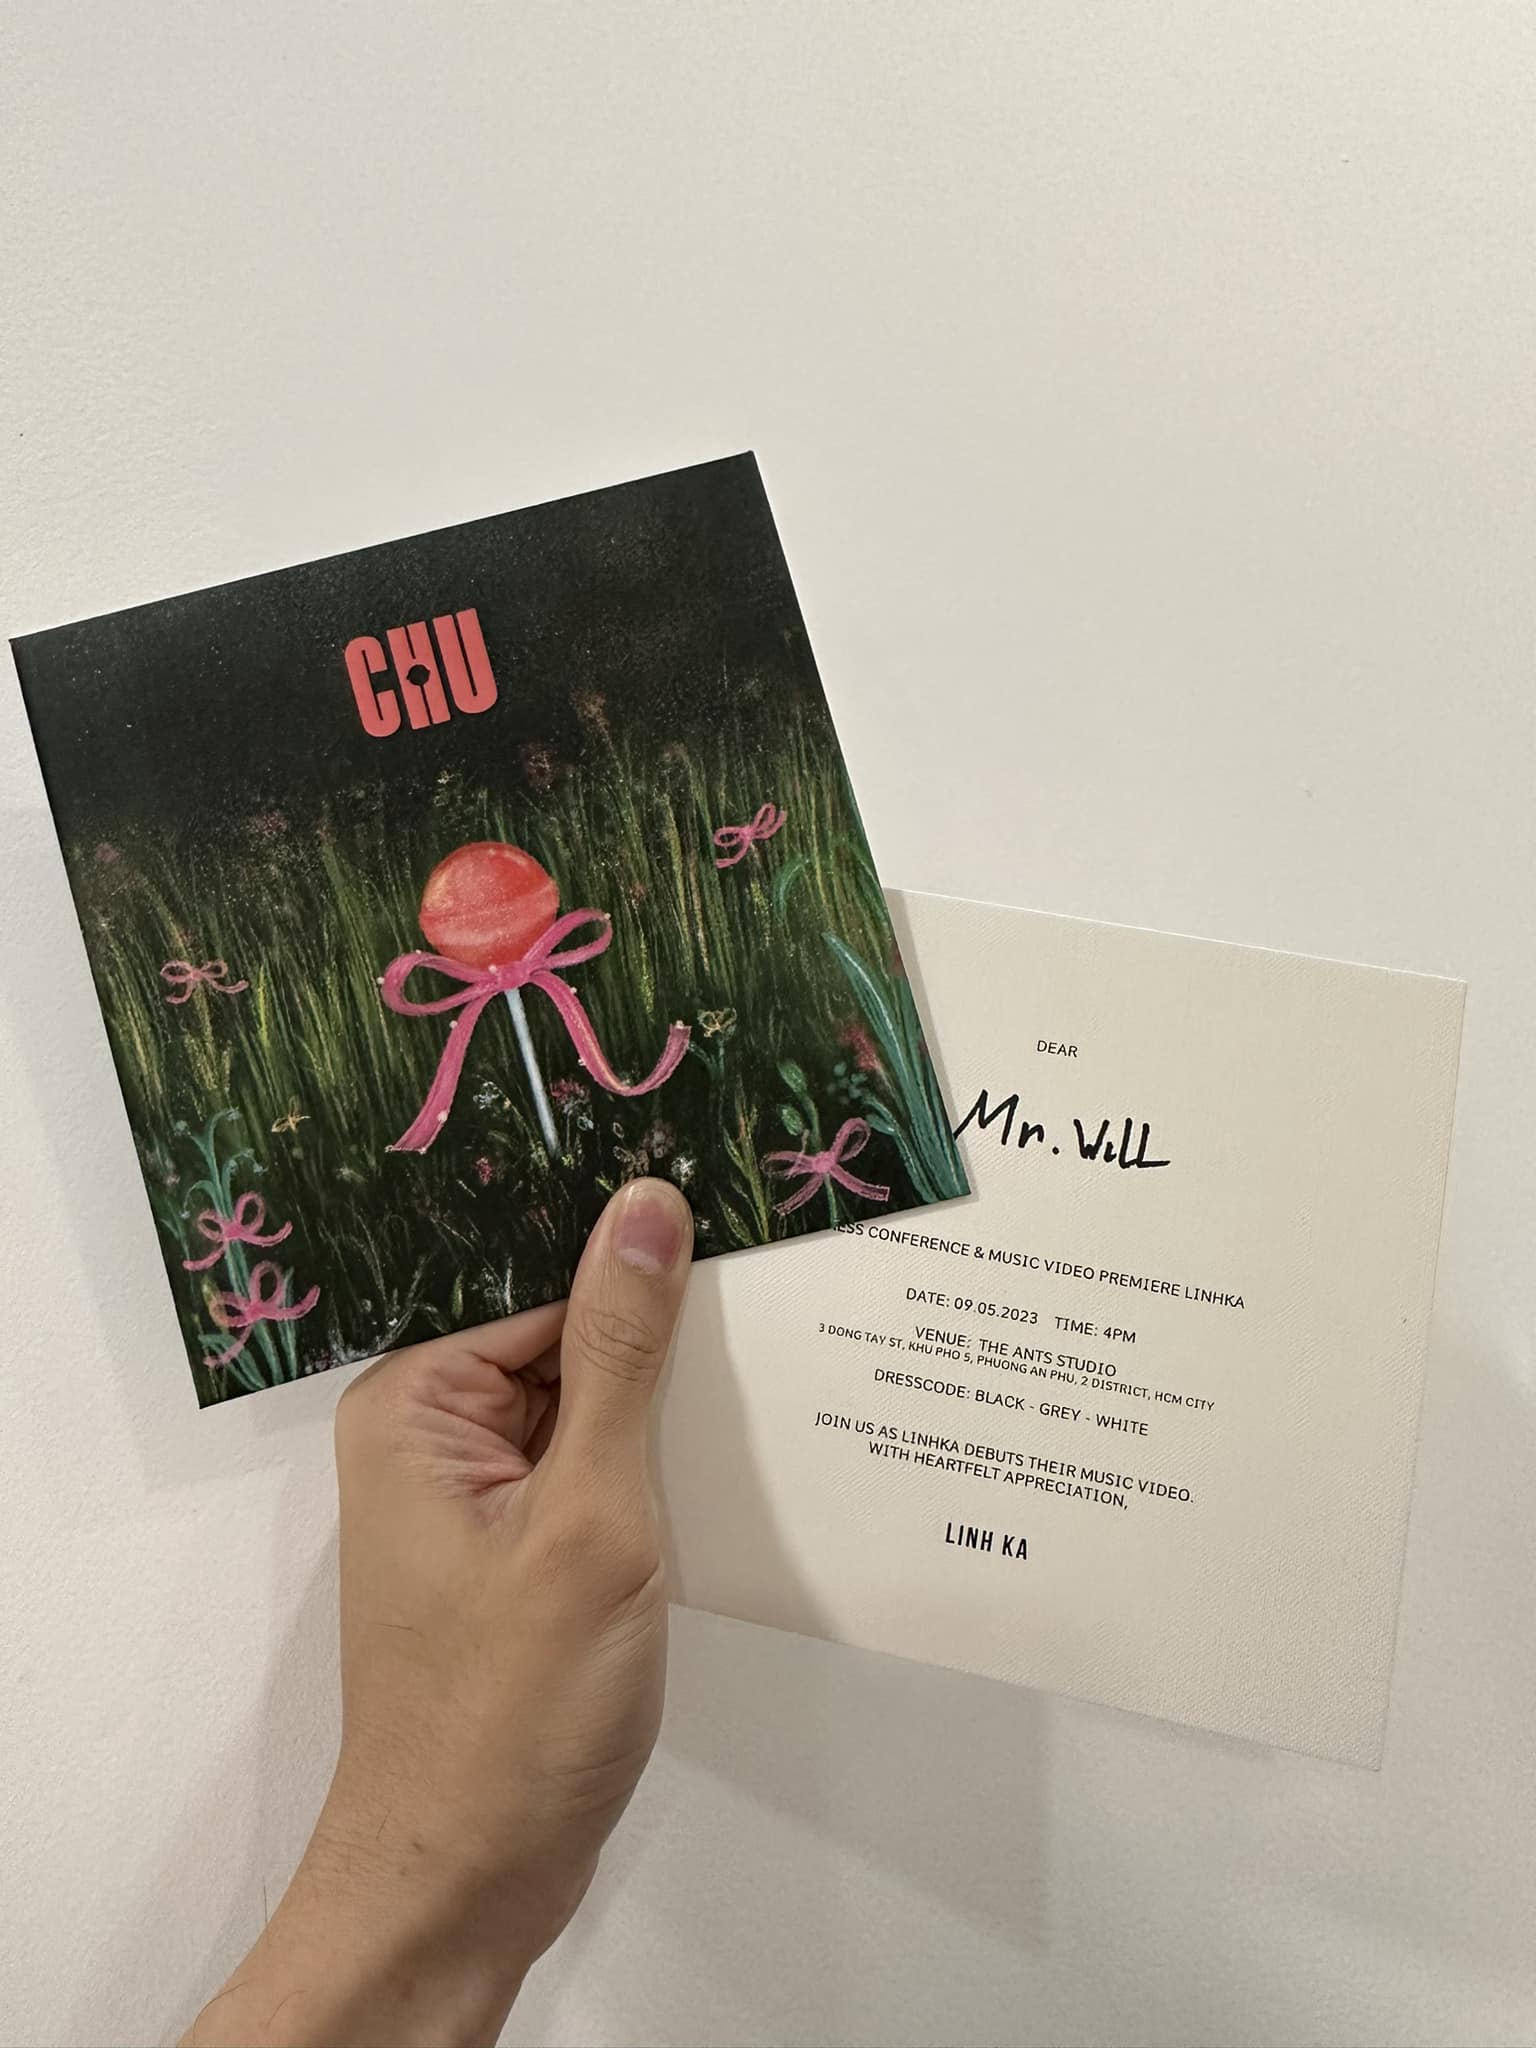 CHU
DEAR
Mr. Will
ESS CONFERENCE & MUSIC VIDEO PREMIERE LINHKA
DATE: 09.05.2023 TIME: 4PM
VENUE: THE ANTS STUDIO
3 DONG TAY ST, KHU PHO 5, PHUONG AN PHU, 2 DISTRICT, HCM CITY
DRESSCODE: BLACK - GREY - WHITE
JOIN US AS LINHKA DEBUTS THEIR MUSIC VIDEO.
WITH HEARTFELT APPRECIATION,
LINH KA